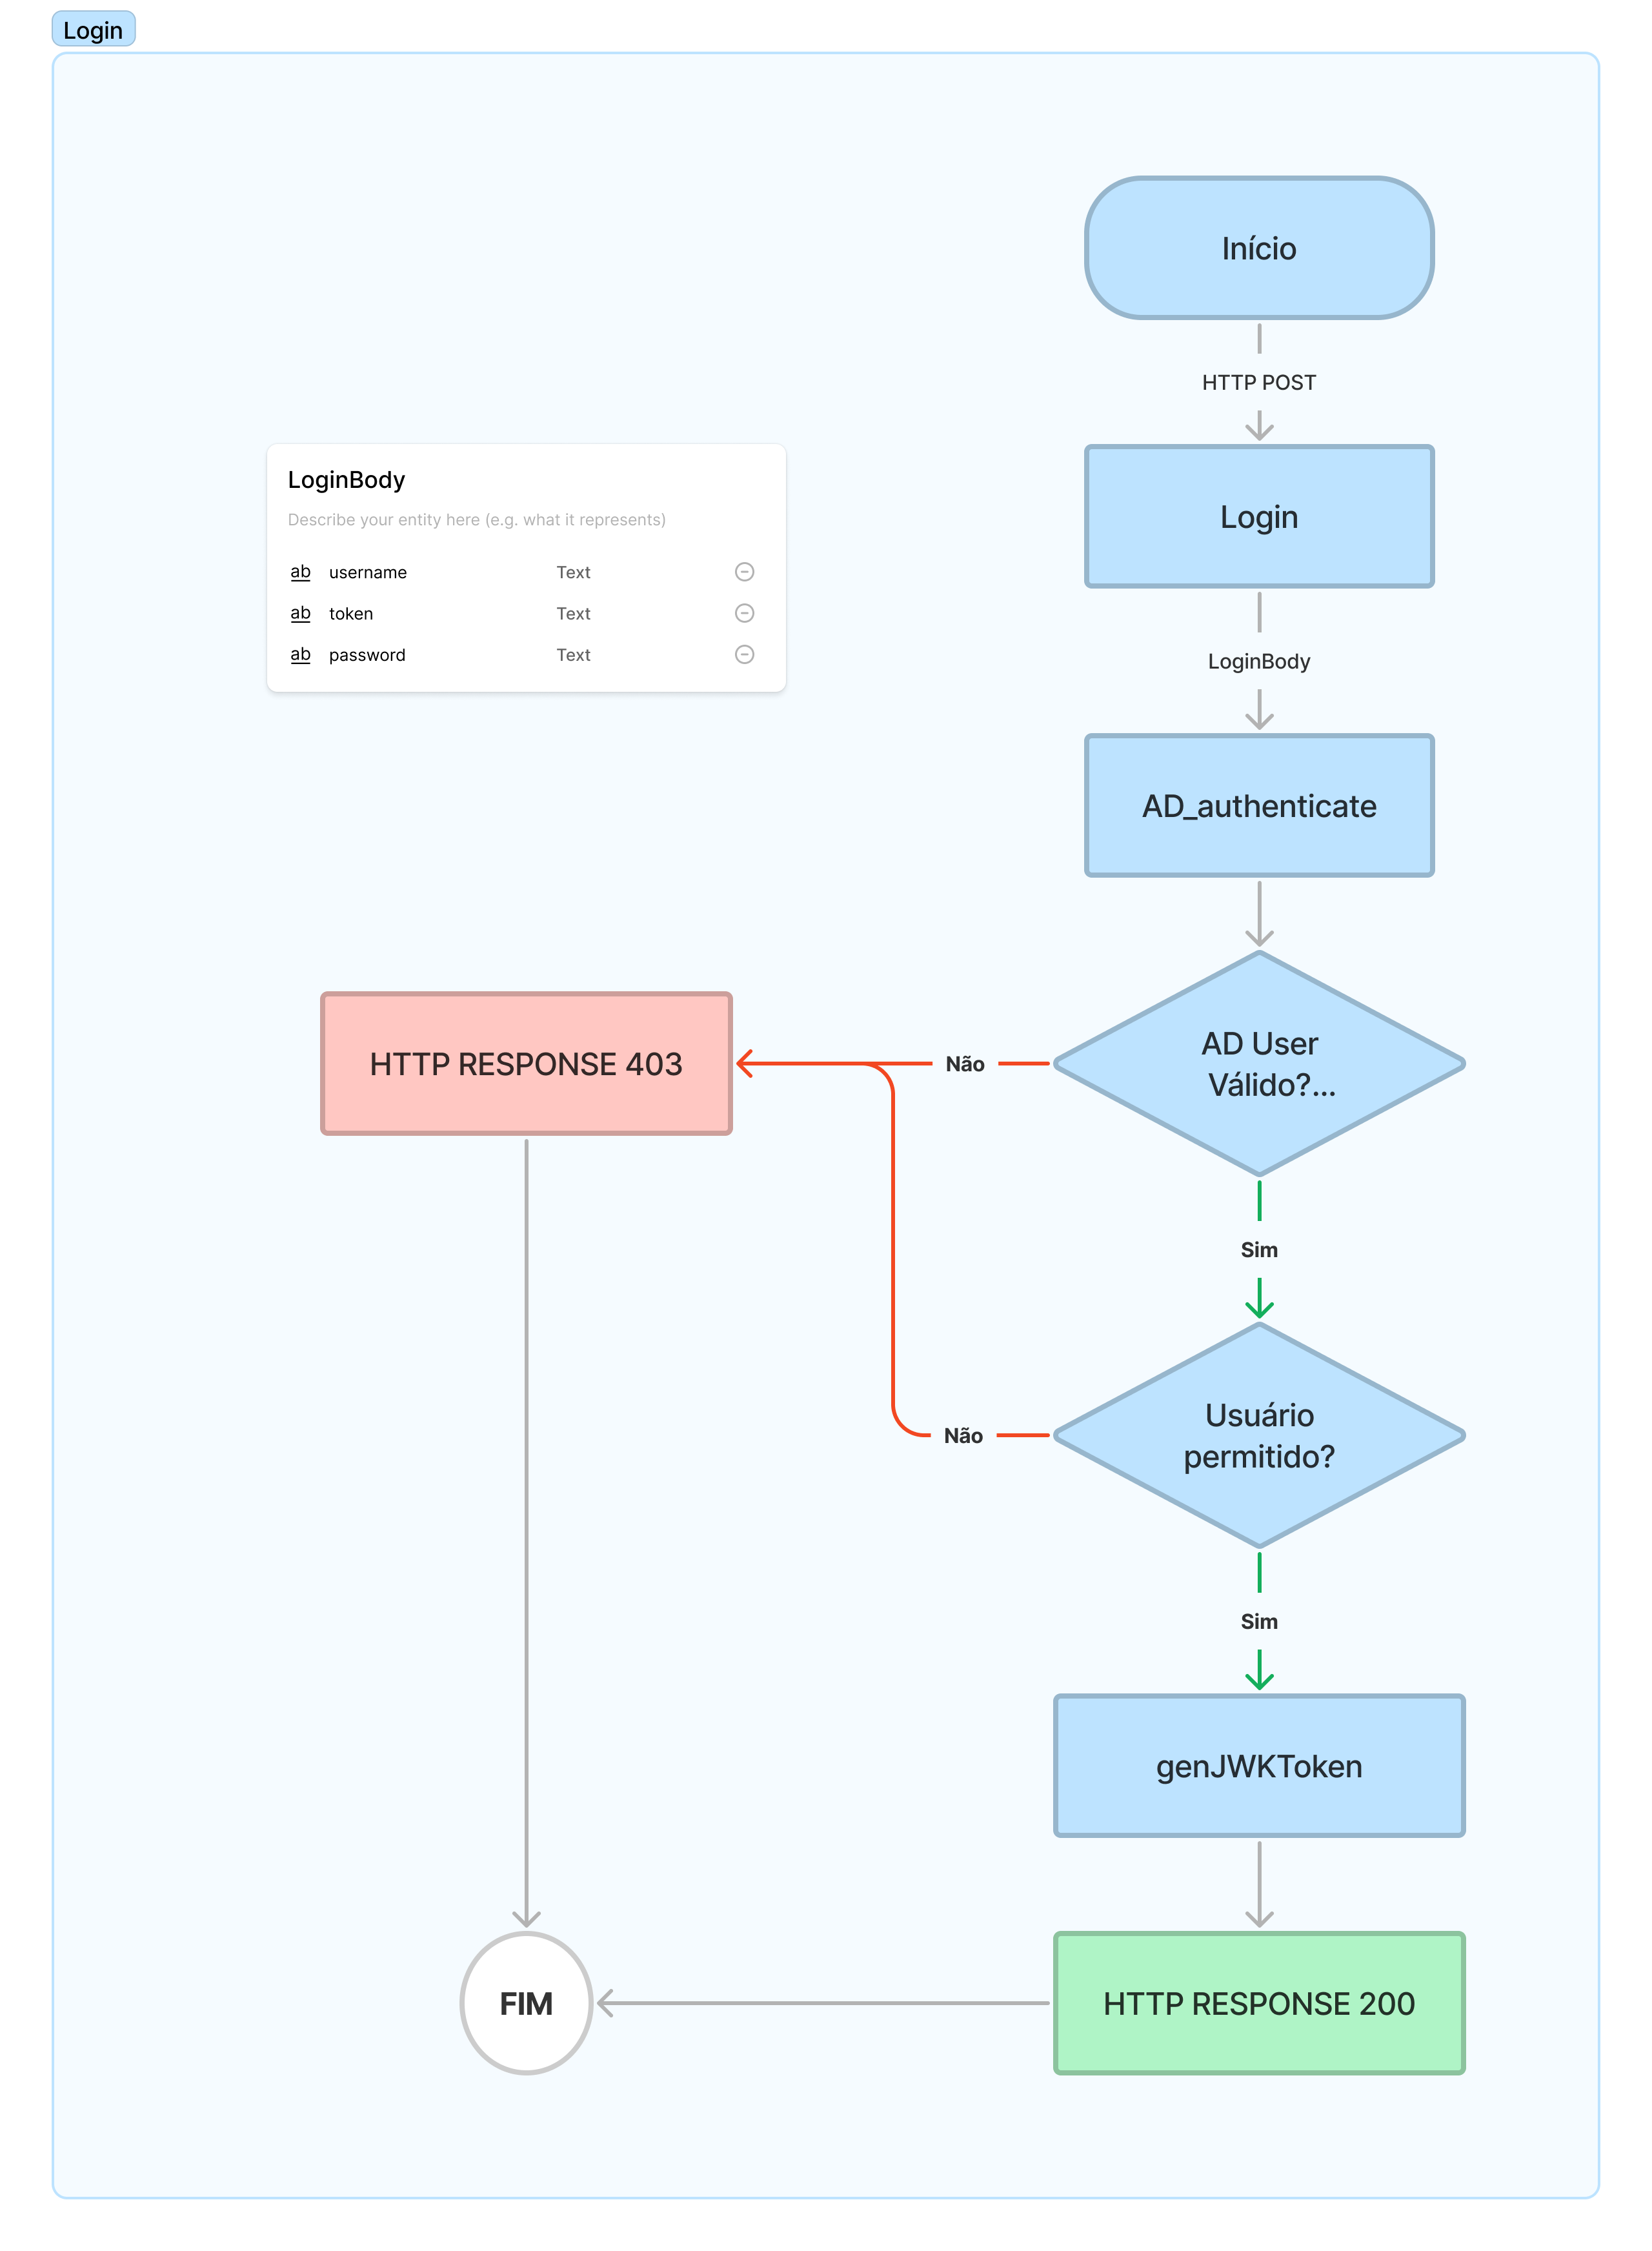 Login
Início
HTTP POST
Login
LoginBody
Describe your entity here (e.g. what it represents)
ab username Text
ab token Text
ab password Text
LoginBody
AD_authenticate
AD User
Válido?...
Não
HTTP RESPONSE 403
Sim
Usuário
permitido?
Não
Sim
genJWKToken
HTTP RESPONSE 200
FIM